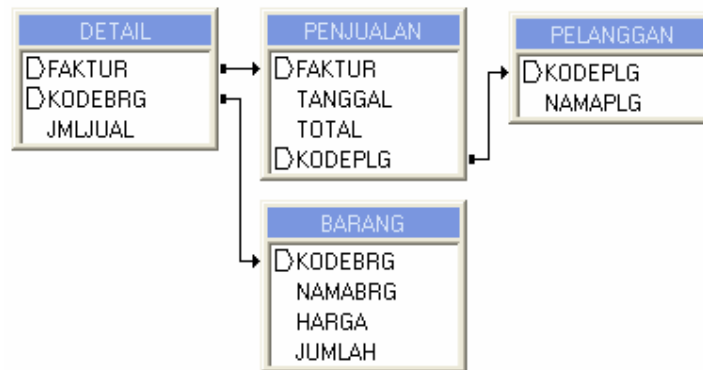 DETAIL
FAKTUR
KODEBRG
JMLJUAL
PENJUALAN
FAKTUR
TANGGAL
TOTAL
KODEPLG
PELANGGAN
KODEPLG
NAMAPLG
BARANG
KODEBRG
NAMABRG
HARGA
JUMLAH